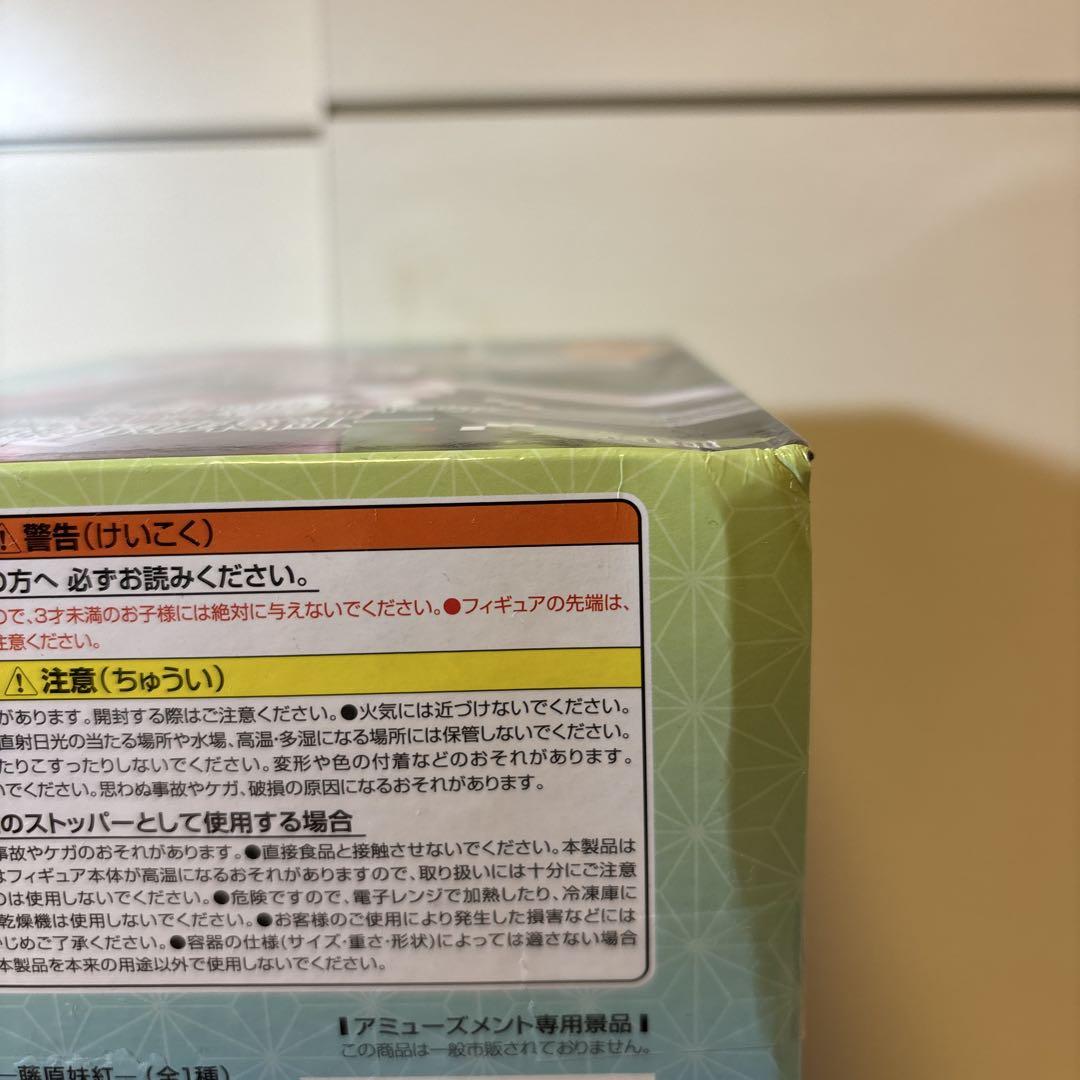 警告(けいこく)
の方へ 必ずお読みください。
ので、3才未満のお子様には絶対に与えないでください。●フィギュアの先端は、
注意ください。
注意(ちゅうい)
があります。開封する際はご注意ください。●火気には近づけないでください。
直射日光の当たる場所や水場、高温・多湿になる場所には保管しないでください。
たりこすったりしないでください。変形や色の付着などのおそれがあります。
いでください。思わぬ事故やケガ、破損の原因になるおそれがあります。
のストッパーとして使用する場合
事故やケガのおそれがあります。●直接食品と接触させないでください。本製品は
はフィギュア本体が高温になるおそれがありますので、取り扱いには十分にご注意
のは使用しないでください。●危険ですので、電子レンジで加熱したり、冷凍庫に
乾燥機は使用しないでください。●お客様のご使用により発生した損害などには
かじめご了承ください。●容器の仕様(サイズ・重さ・形状)によっては適さない場合
本製品を本来の用途以外で使用しないでください。
アミューズメント専用景品
この商品は一般市販されておりません。
―藤原妹紅―(全1種)